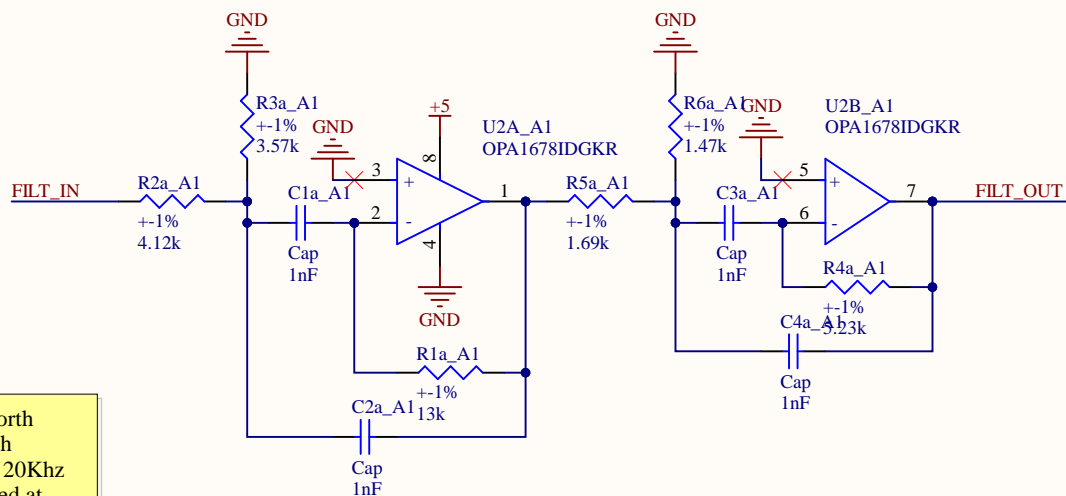 GND
R3a_A1
+-1%
3.57k
GND
+5
U2A_A1
OPA1678IDGKR
FILT_IN
R2a_A1
+-1%
4.12k
C1a_A1
Cap
1nF
3
2
+
-
8
4
1
GND
R1a_A1
+-1%
13k
C2a_A1
Cap
1nF
R5a_A1
+-1%
1.69k
GND
R6a_A1
+-1%
1.47k
GND
U2B_A1
OPA1678IDGKR
C3a_A1
Cap
1nF
5
6
+
-
7
FILT_OUT
R4a_A1
+-1%
5.23k
C4a_A1
Cap
1nF
20Khz